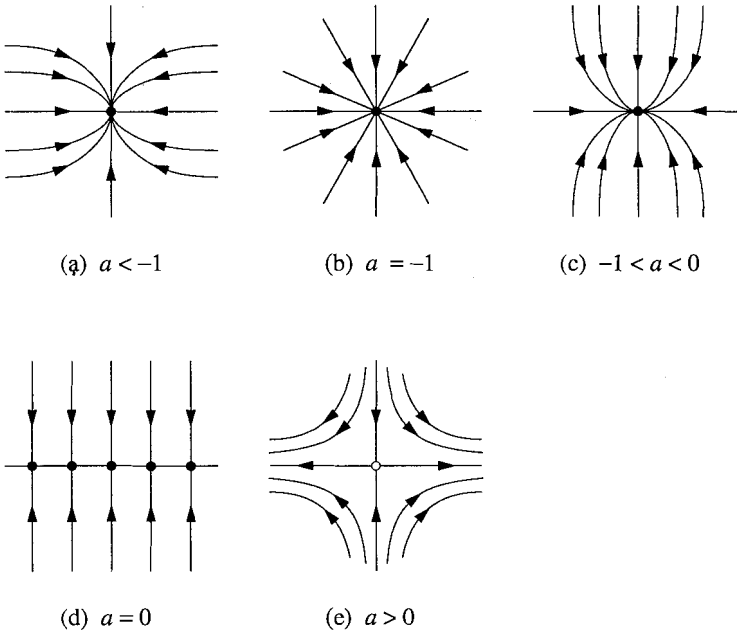 (a) a < −1
(b) a = −1
(c) −1 < a < 0
(d) a = 0
(e) a > 0